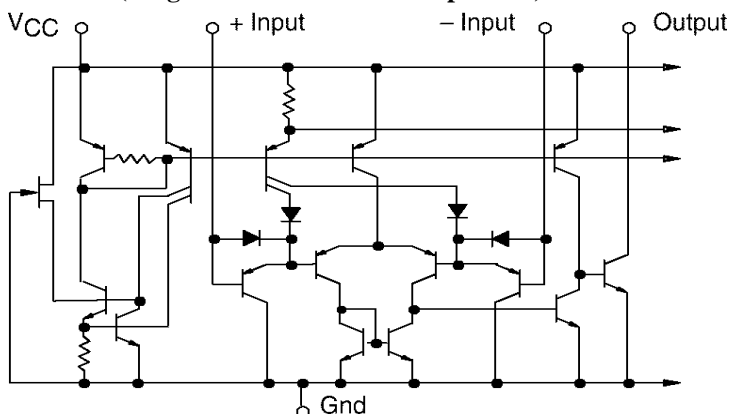 VCC
+ Input
– Input
Output
Gnd